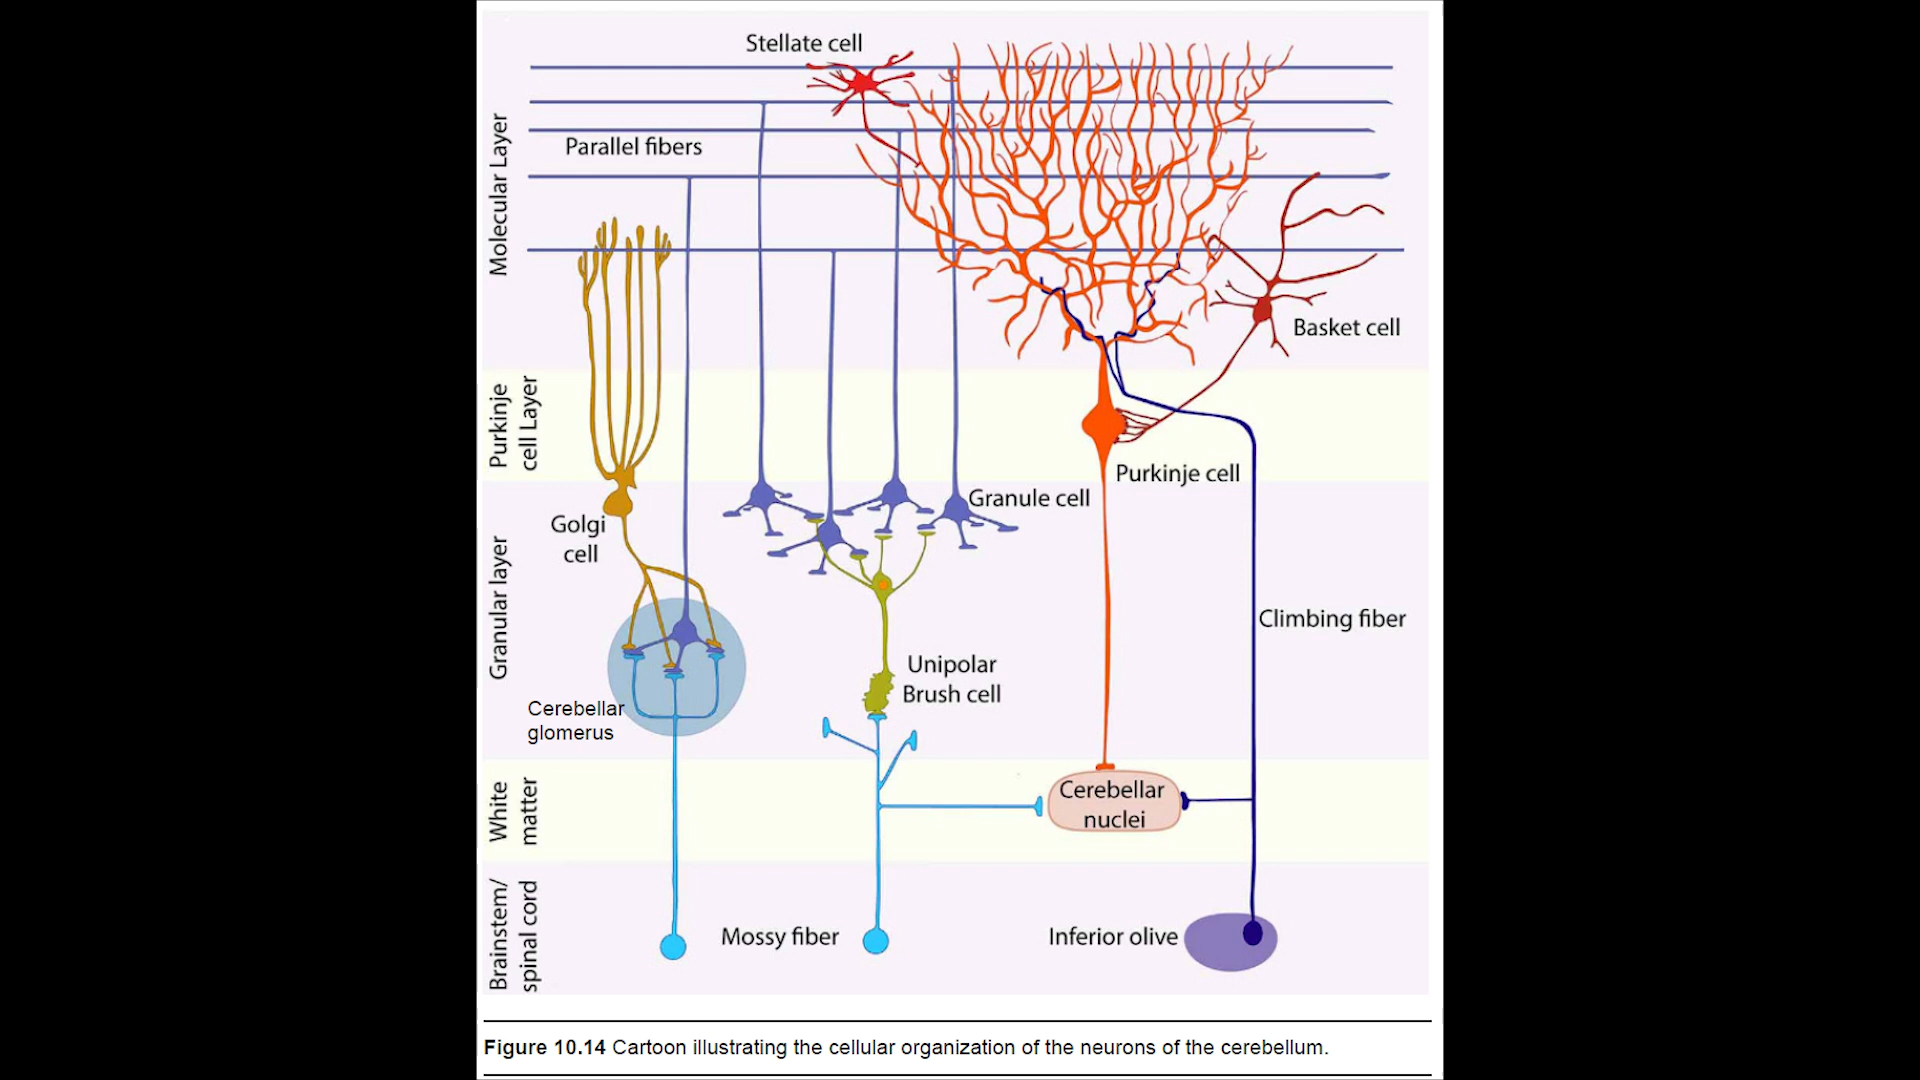 Stellate cell
Parallel fibers
Molecular Layer
Basket cell
Purkinje
cell Layer
Purkinje cell
Granule cell
Golgi
cell
Granular layer
Climbing fiber
Unipolar
Brush cell
Cerebellar
glomerus
White
matter
Cerebellar
nuclei
Brainstem/
spinal cord
Mossy fiber
Inferior olive
Figure 10.14 Cartoon illustrating the cellular organization of the neurons of the cerebellum.